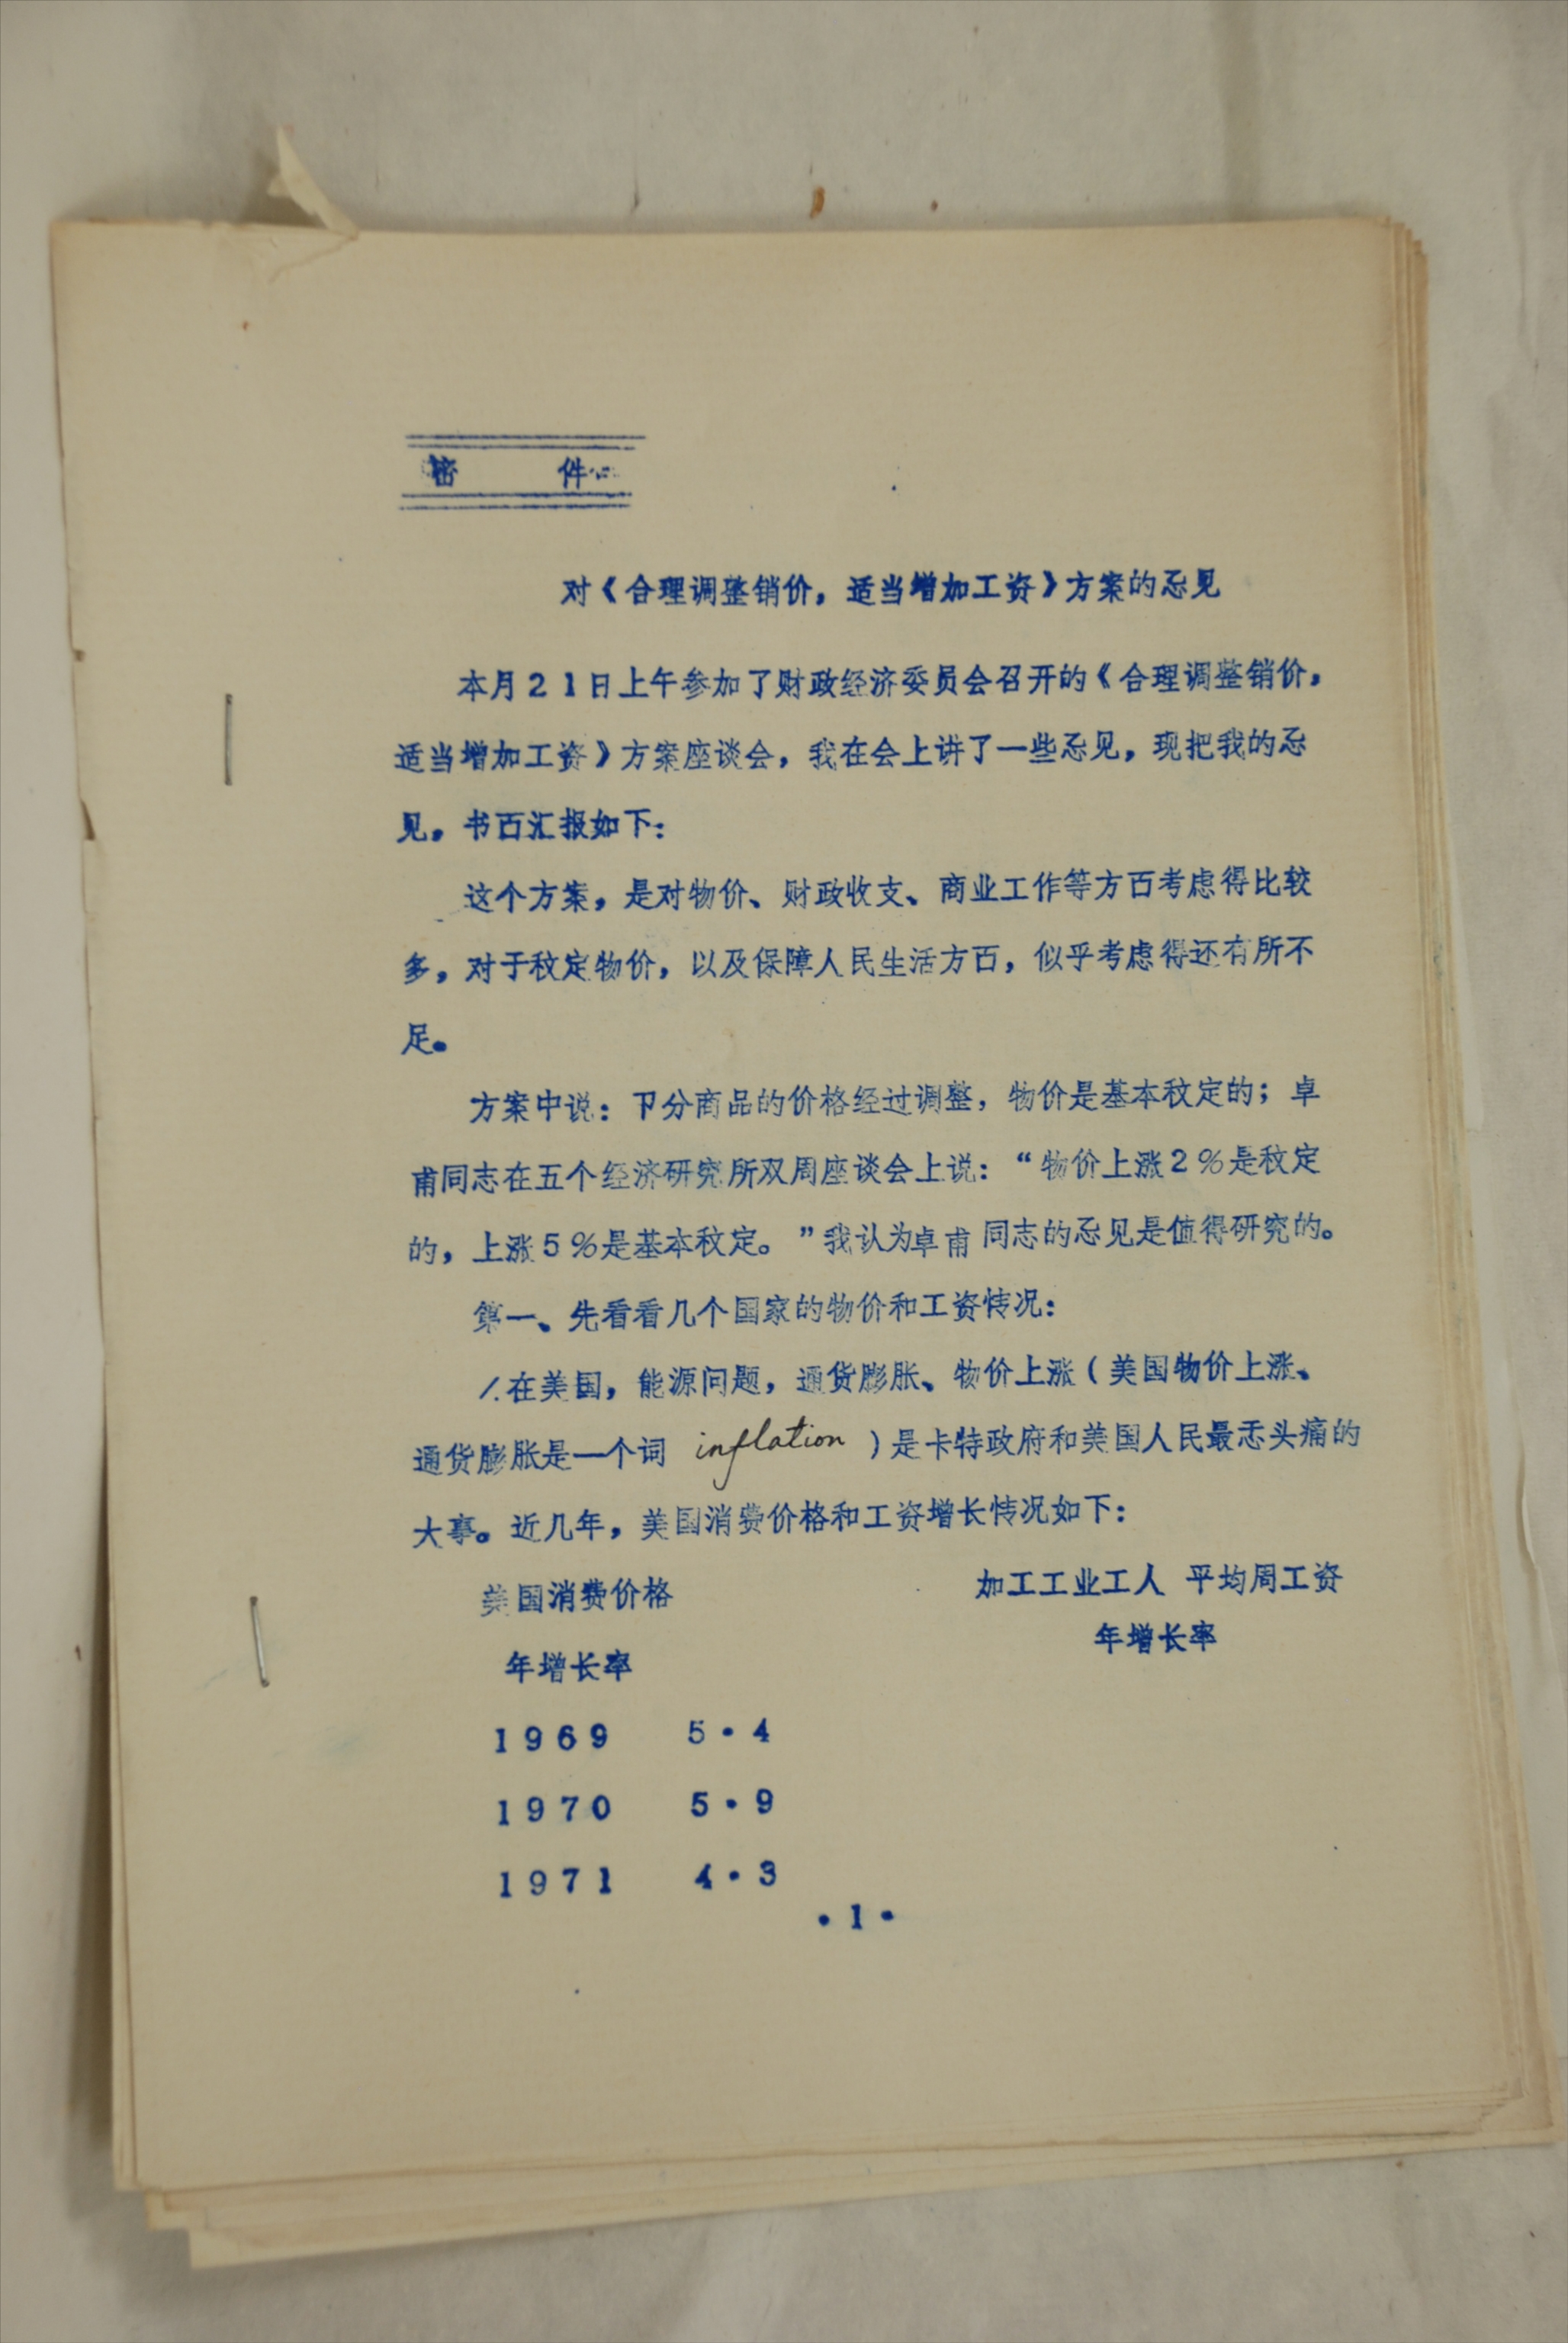 密 件
对《合理调整销价，适当增加工资》方案的意见
本月21日上午参加了财政经济委员会召开的《合理调整销价，
适当增加工资》方案座谈会，我在会上讲了一些意见，现把我的意
见，书面汇报如下：
这个方案，是对物价、财政收支、商业工作等方面考虑得比较
多，对于稳定物价，以及保障人民生活方面，似乎考虑得还有所不
足。
方案中说：部分商品的价格经过调整，物价是基本稳定的；卓
甫同志在五个经济研究所双周座谈会上说：“物价上涨2%是稳定
的，上涨5%是基本稳定。”我认为卓甫同志的意见是值得研究的。
第一、先看看几个国家的物价和工资情况：
1.在美国，能源问题，通货膨胀、物价上涨（美国物价上涨、
通货膨胀是一个词 inflation ）是卡特政府和美国人民最感头痛的
大事。近几年，美国消费价格和工资增长情况如下：
美国消费价格 加工工业工人 平均周工资
年增长率 年增长率
1969 5·4
1970 5·9
1971 4·3
·1·